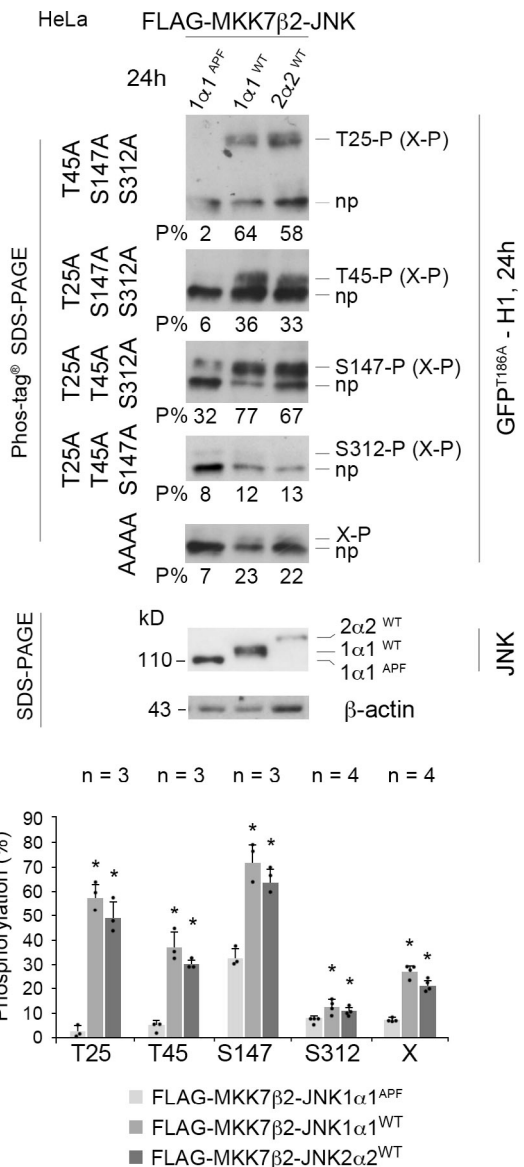 HeLa
FLAG-MKK7β2-JNK
24h
1α1 APF
1α1 WT
2α2 WT
Phos-tag® SDS-PAGE
GFP T186A - H1, 24h
T45A
S147A
S312A
T25-P (X-P)
np
P% 2 64 58
T25A
S147A
S312A
T45-P (X-P)
np
P% 6 36 33
T25A
T45A
S312A
S147-P (X-P)
np
P% 32 77 67
T25A
T45A
S147A
S312-P (X-P)
np
P% 8 12 13
AAAA
X-P
np
P% 7 23 22
SDS-PAGE
JNK
kD
110
2α2 WT
1α1 WT
1α1 APF
43
β-actin
n = 3 n = 3 n = 3 n = 4 n = 4
Phosphorylation (%)
90
80
70
60
50
40
30
20
10
0
* * * * * * * * * *
T25 T45 S147 S312 X
FLAG-MKK7β2-JNK1α1APF
FLAG-MKK7β2-JNK1α1WT
FLAG-MKK7β2-JNK2α2WT